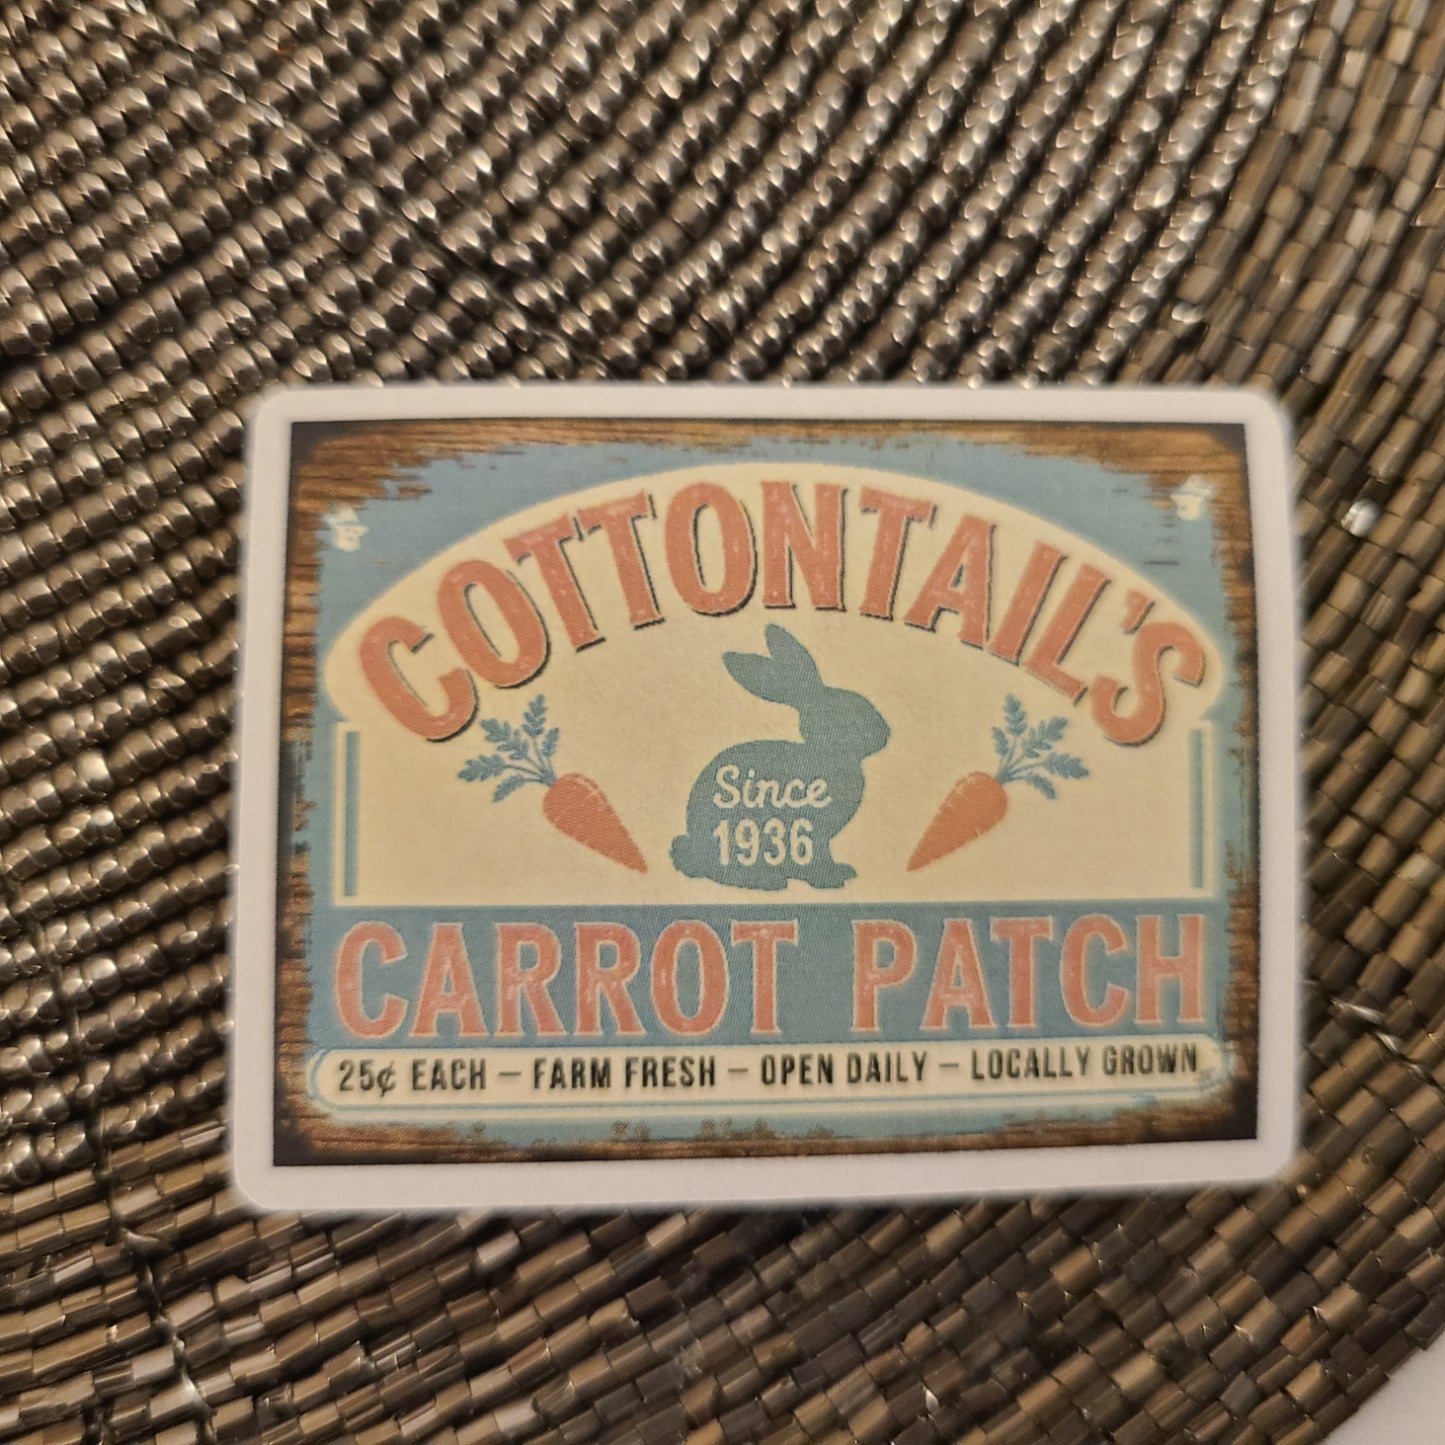 COTTONTAIL'S
Since
1936
CARROT PATCH
25¢ EACH – FARM FRESH – OPEN DAILY – LOCALLY GROWN